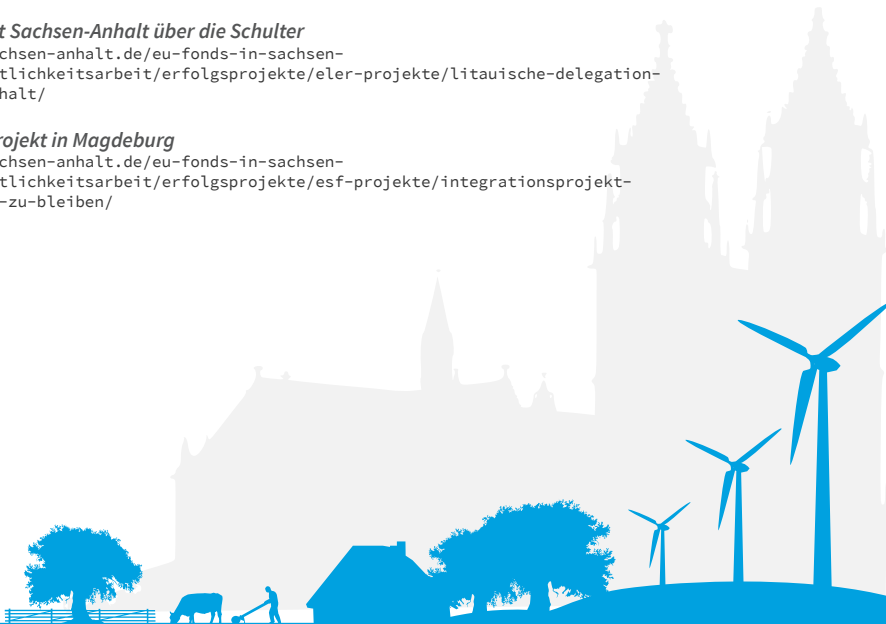 t Sachsen-Anhalt über die Schulter
chsen-anhalt.de/eu-fonds-in-sachsen-
tlichkeitsarbeit/erfolgsprojekte/eler-projekte/litauische-delegation-
halt/
rojekt in Magdeburg
chsen-anhalt.de/eu-fonds-in-sachsen-
tlichkeitsarbeit/erfolgsprojekte/esf-projekte/integrationsprojekt-
-zu-bleiben/